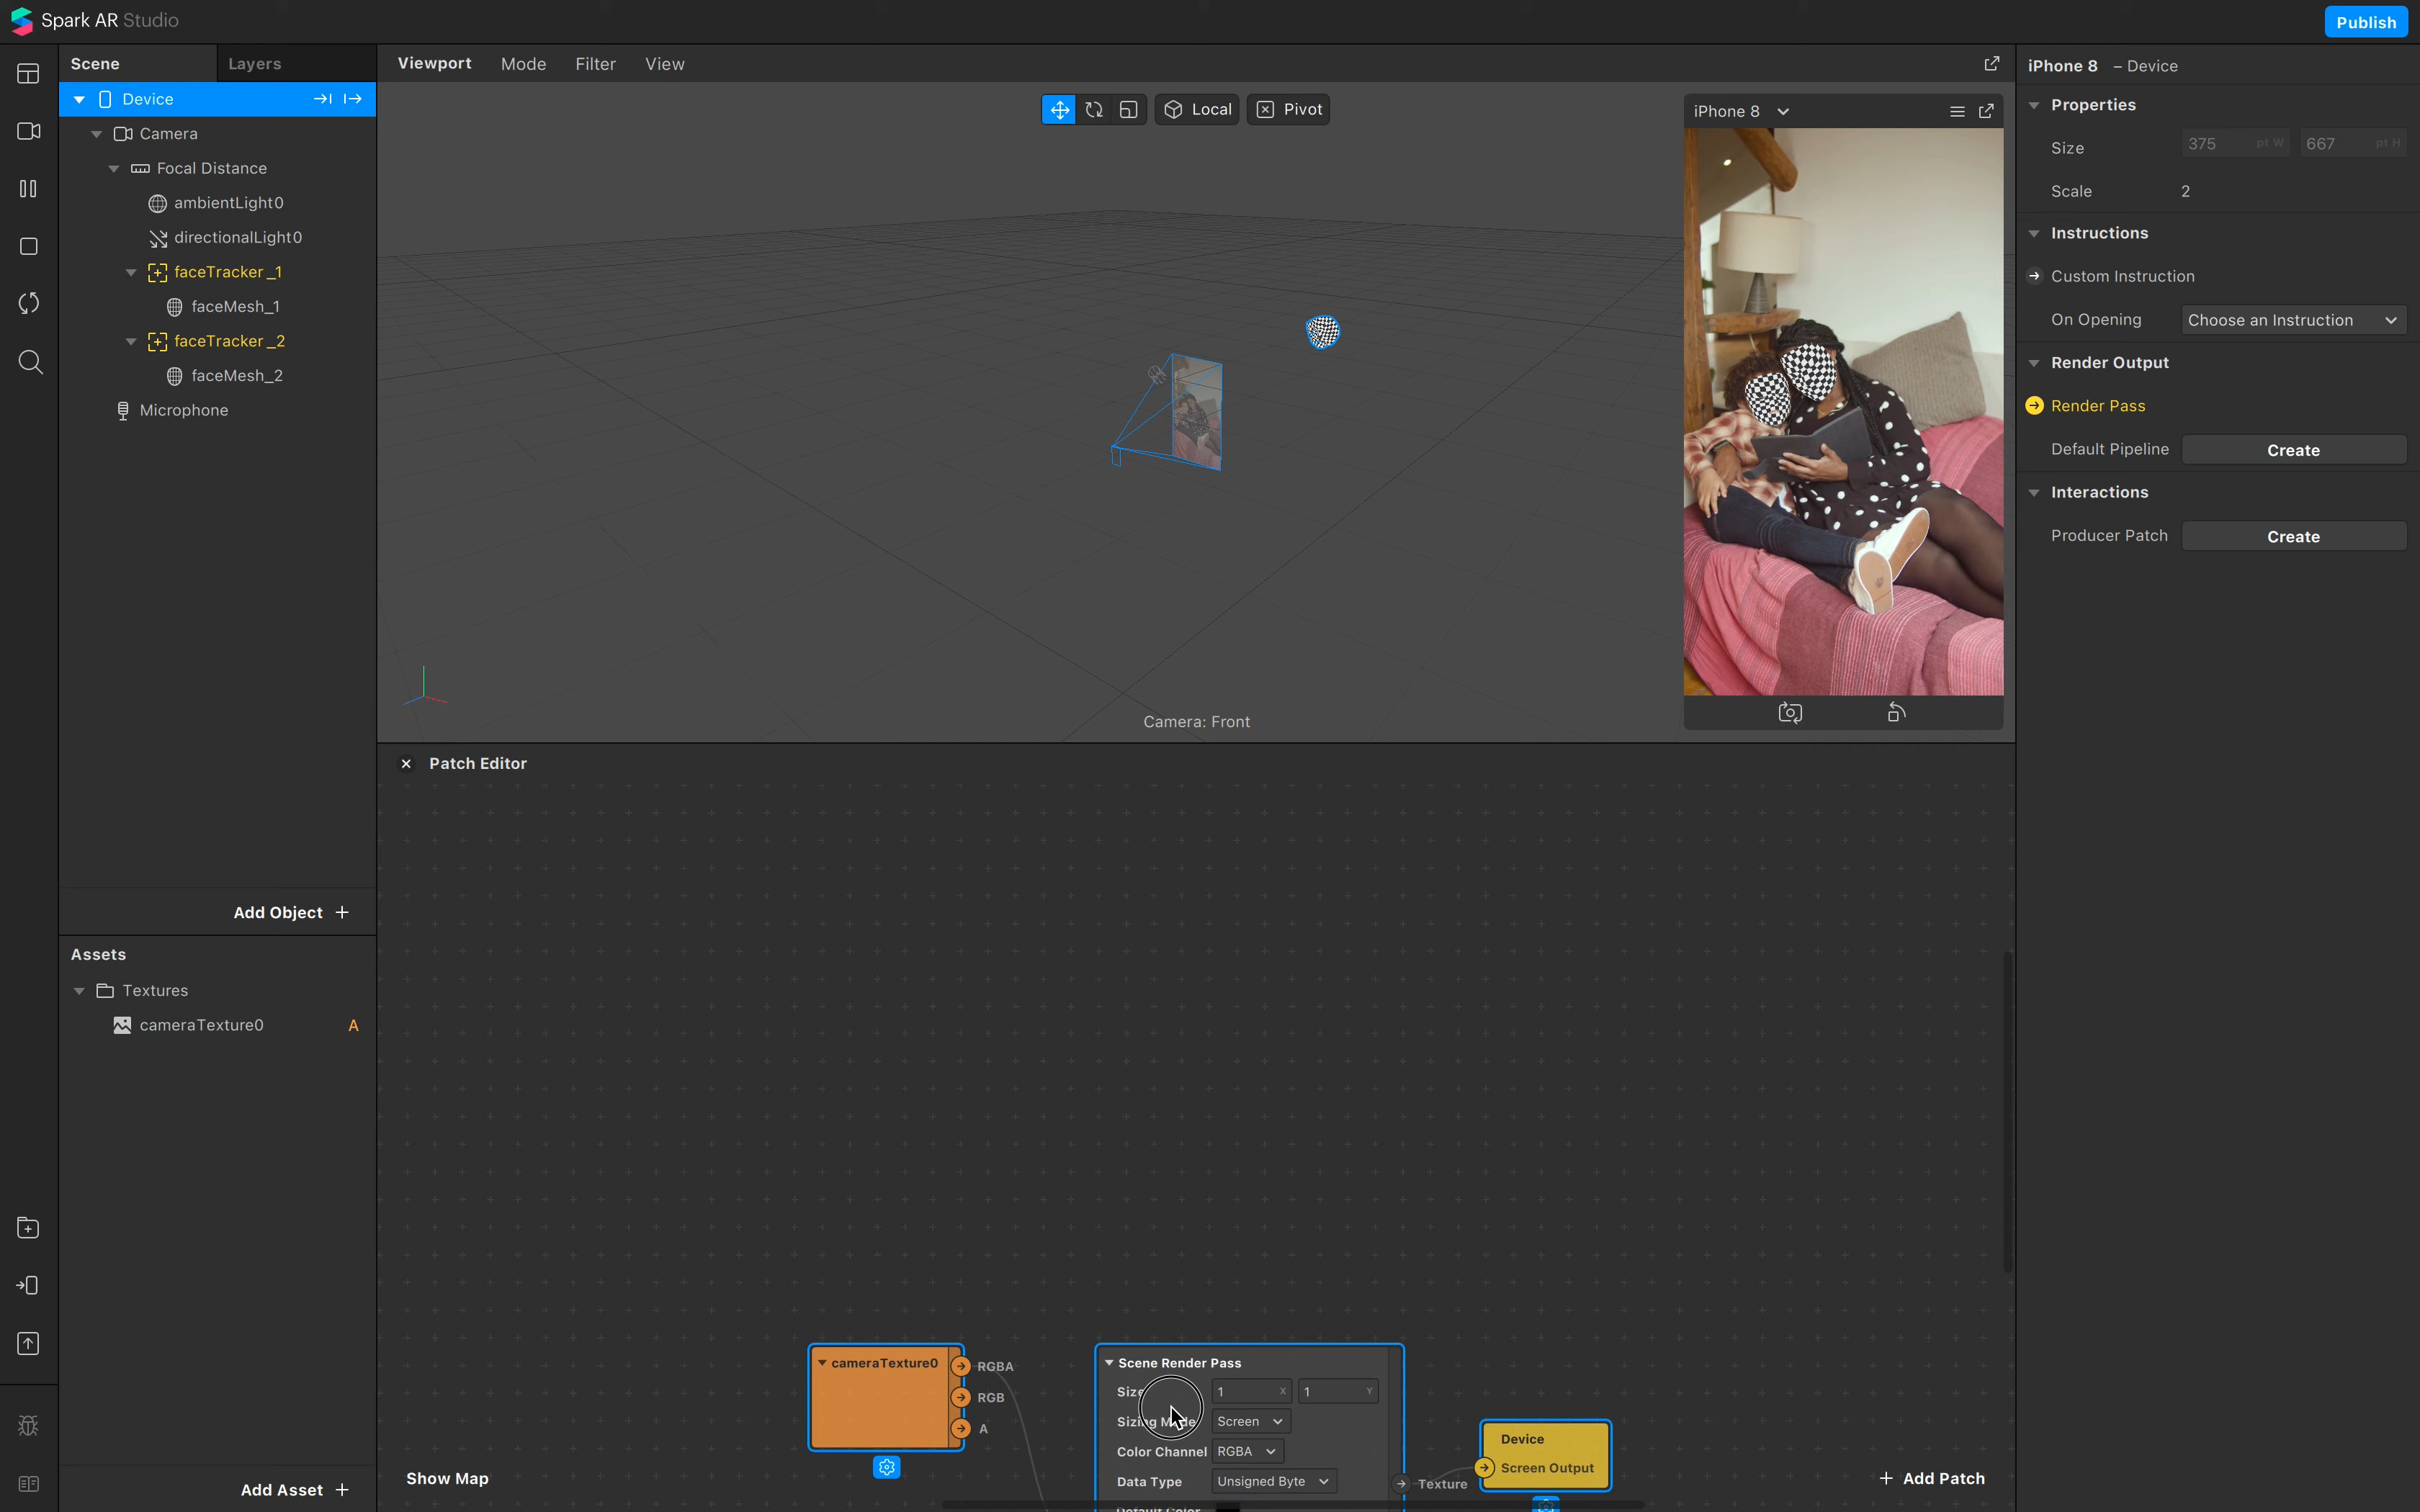 Spark AR Studio
Publish
Scene
Layers
Device
Camera
Focal Distance
ambientLight0
directionalLight0
faceTracker_1
faceMesh_1
faceTracker_2
faceMesh_2
Microphone
Add Object +
Assets
Textures
cameraTexture0 A
Add Asset +
Viewport Mode Filter View
Local
Pivot
iPhone 8
Camera: Front
Patch Editor
cameraTexture0
RGBA
RGB
A
Scene Render Pass
Size 1 X 1 Y
Sizing Mode Screen
Color Channel RGBA
Data Type Unsigned Byte
Default Color
Texture
Device
Screen Output
Show Map
+ Add Patch
iPhone 8 – Device
Properties
Size 375 pt W 667 pt H
Scale 2
Instructions
Custom Instruction
On Opening Choose an Instruction
Render Output
Render Pass
Default Pipeline Create
Interactions
Producer Patch Create